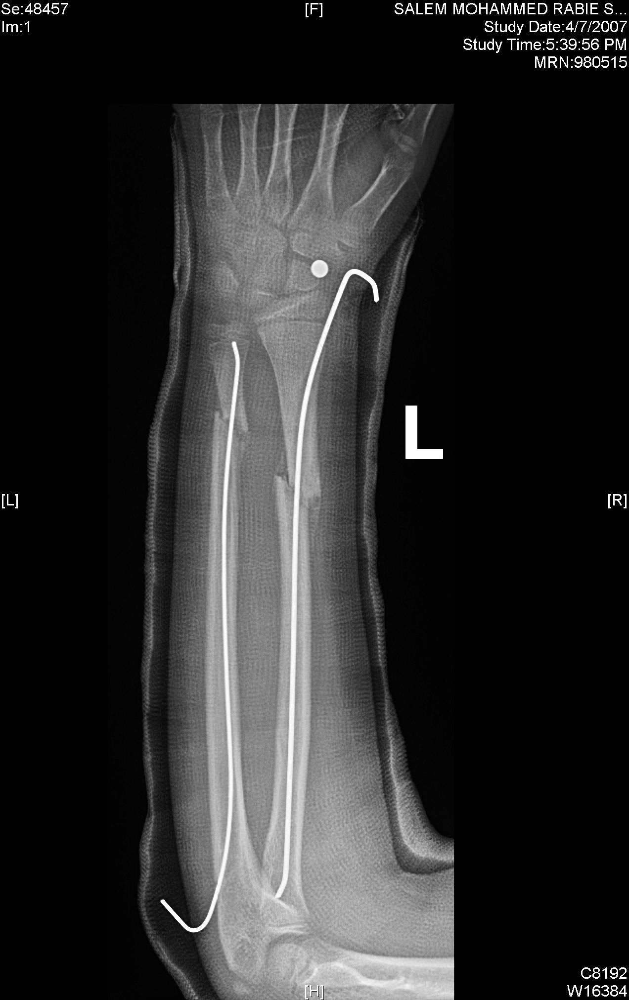 Se:48457
Im:1
[F]
SALEM MOHAMMED RABIE S...
Study Date:4/7/2007
Study Time:5:39:56 PM
MRN:980515
L
[L]
[R]
[H]
C8192
W16384